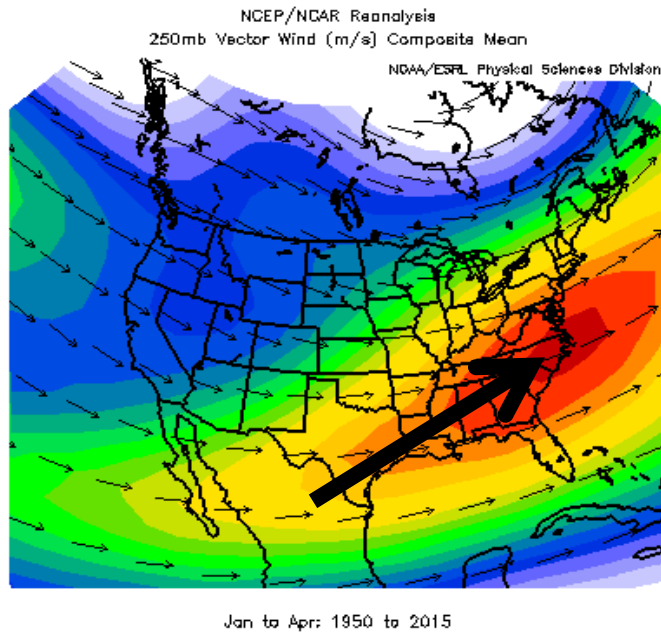 NCEP/NCAR Reanalysis
250mb Vector Wind (m/s) Composite Mean
NOAA/ESRL Physical Sciences Division
Jan to Apr: 1950 to 2015